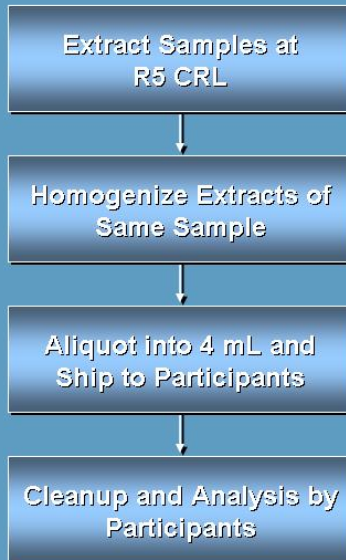 Extract Samples at
R5 CRL
Homogenize Extracts of
Same Sample
Aliquot into 4 mL and
Ship to Participants
Cleanup and Analysis by
Participants